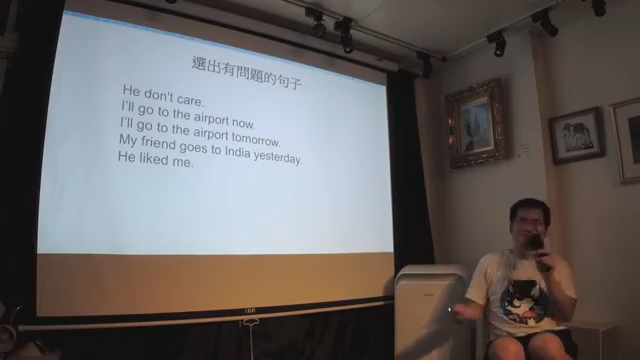 選出有問題的句子
He don't care.
I'll go to the airport now.
I'll go to the airport tomorrow.
My friend goes to India yesterday.
He liked me.